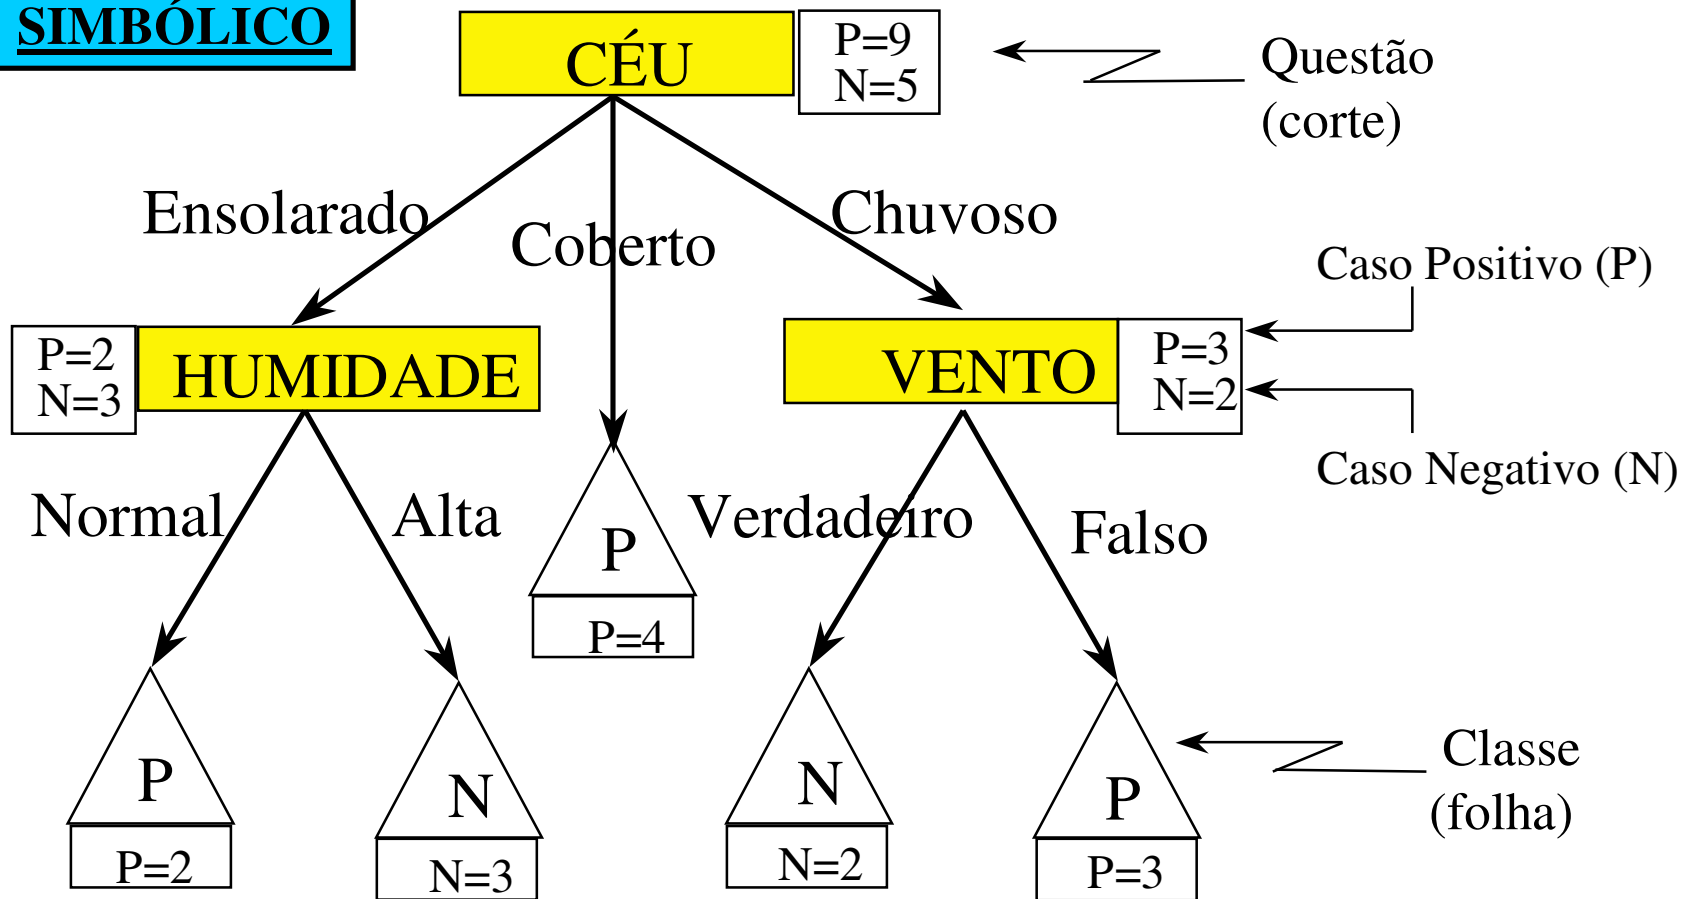 SIMBÓLICO
CÉU
P=9
N=5
Questão
(corte)
Ensolarado
Coberto
Chuvoso
Caso Positivo (P)
P=2
N=3
HUMIDADE
VENTO
P=3
N=2
Caso Negativo (N)
Normal
Alta
P
P=4
Verdadeiro
Falso
P
P=2
N
N=3
N
N=2
P
P=3
Classe
(folha)